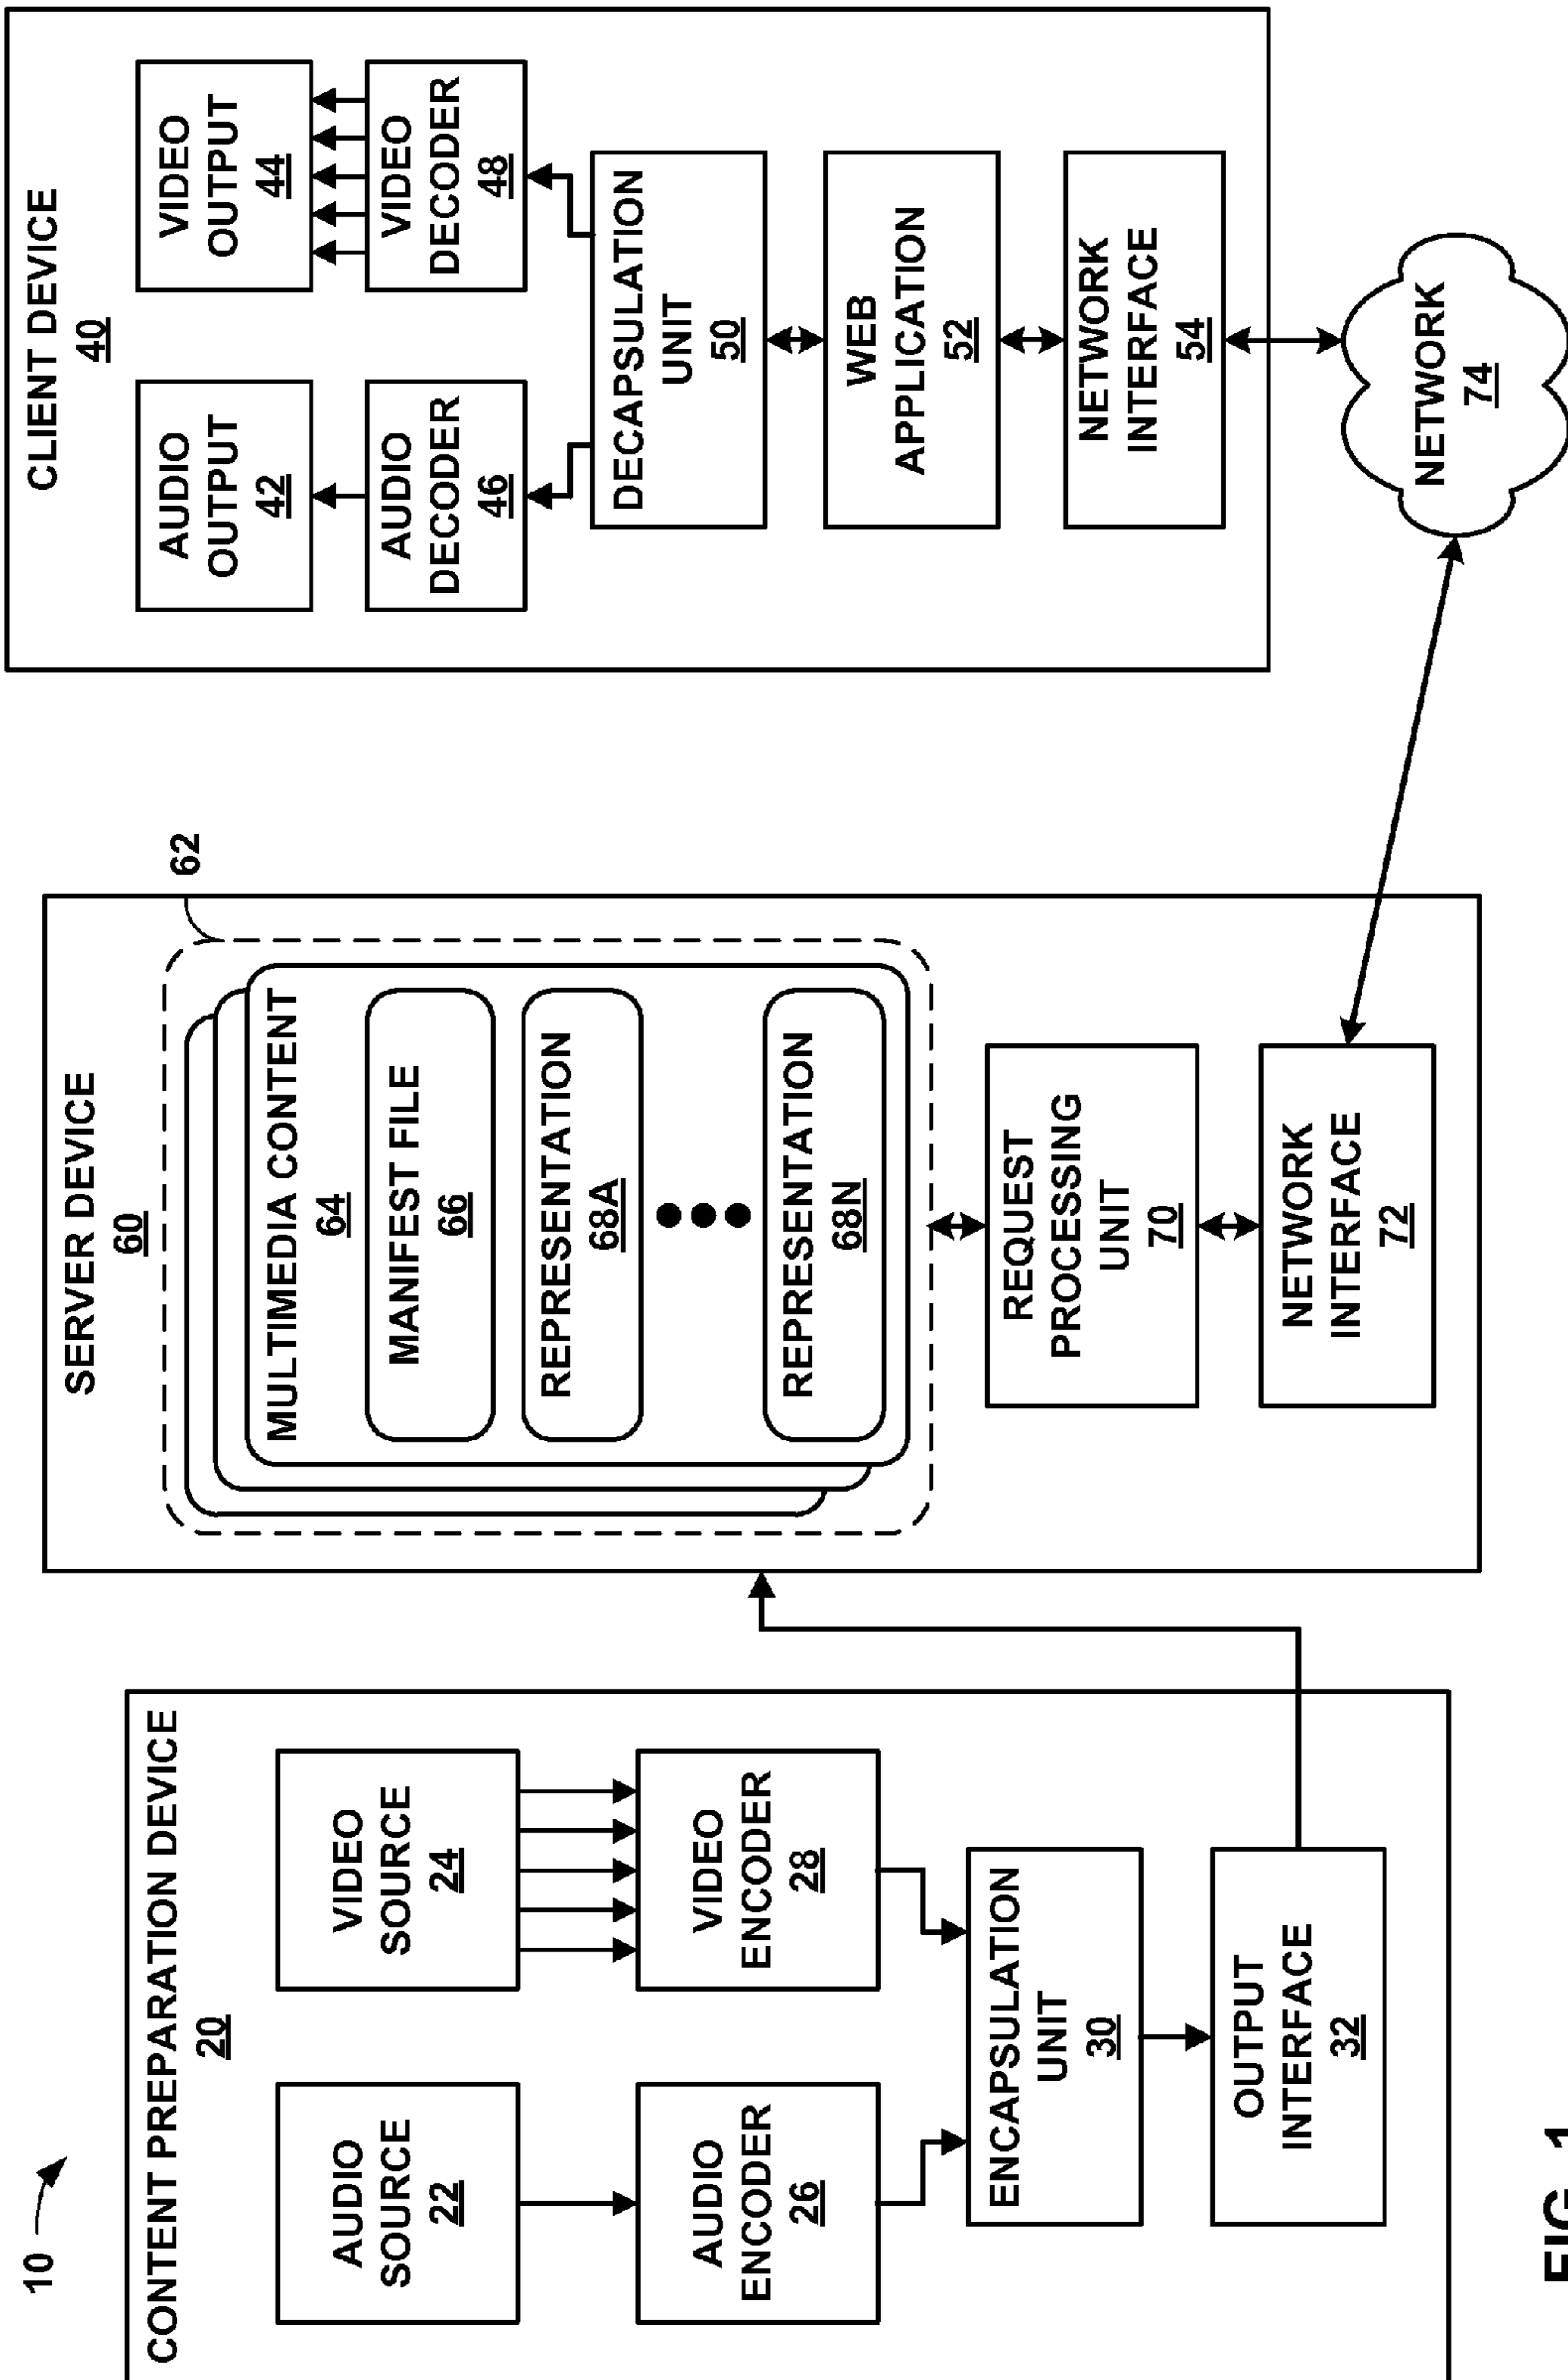 10
CONTENT PREPARATION DEVICE
20
AUDIO
SOURCE
22
VIDEO
SOURCE
24
AUDIO
ENCODER
26
VIDEO
ENCODER
28
ENCAPSULATION
UNIT
30
OUTPUT
INTERFACE
32
SERVER DEVICE
60
62
MULTIMEDIA CONTENT
64
MANIFEST FILE
66
REPRESENTATION
68A
REPRESENTATION
68N
REQUEST
PROCESSING
UNIT
70
NETWORK
INTERFACE
72
CLIENT DEVICE
40
AUDIO
OUTPUT
42
VIDEO
OUTPUT
44
AUDIO
DECODER
46
VIDEO
DECODER
48
DECAPSULATION
UNIT
50
WEB
APPLICATION
52
NETWORK
INTERFACE
54
NETWORK
74
FIG. 1